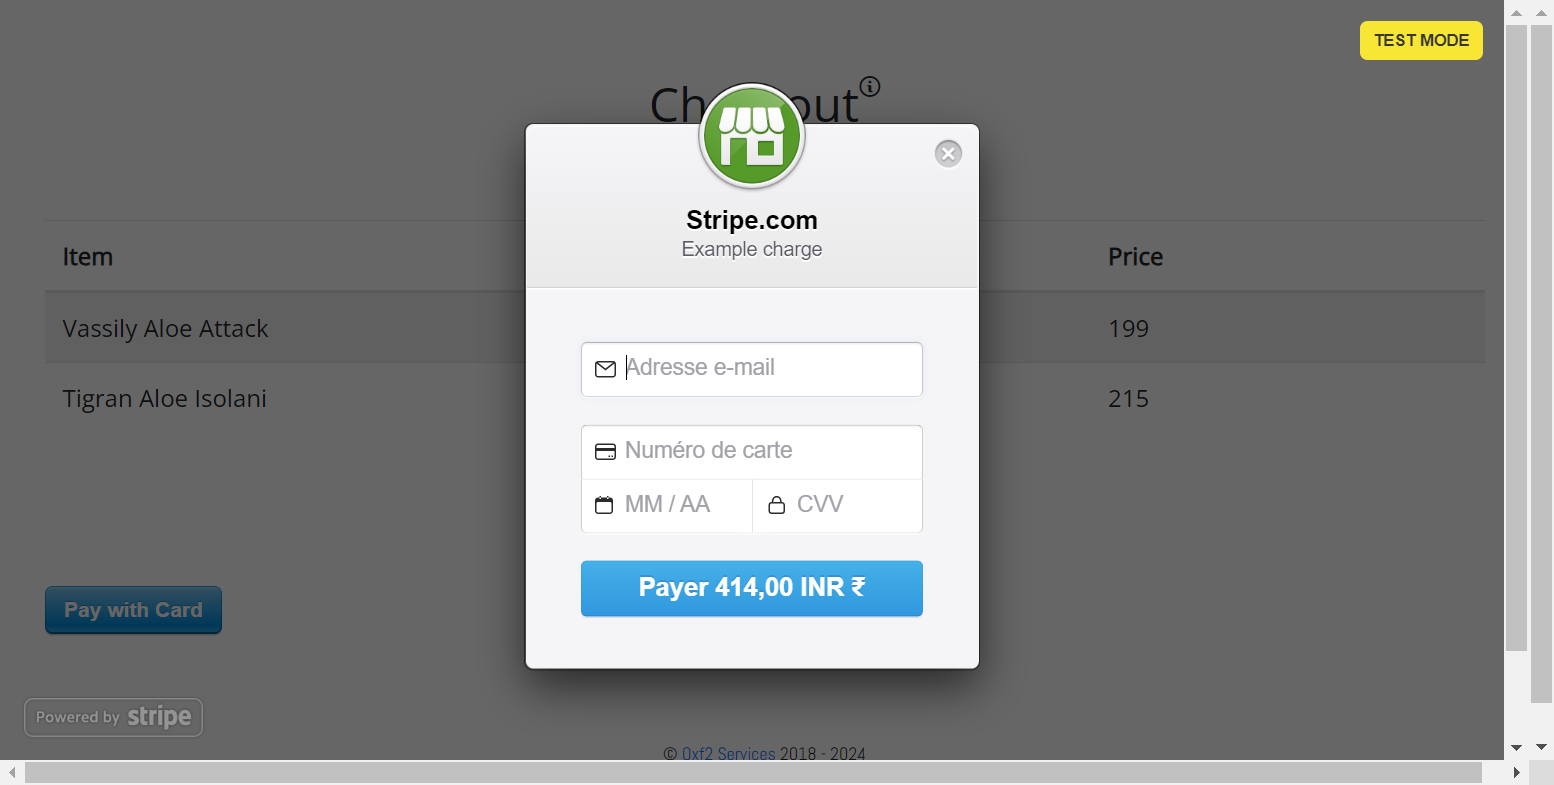 TEST MODE
Ch out
Stripe.com
Example charge
Item
Price
Vassily Aloe Attack
199
Tigran Aloe Isolani
215
Adresse e-mail
Numéro de carte
MM / AA
CVV
Payer 414,00 INR ₹
Pay with Card
Powered by stripe
© 0xf2 Services 2018 - 2024